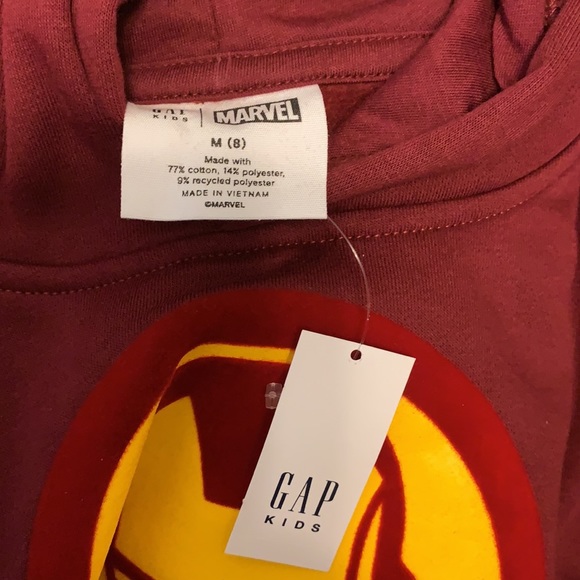 GAP KIDS | MARVEL
M (8)
Made with
77% cotton, 14% polyester,
9% recycled polyester
MADE IN VIETNAM
©MARVEL
GAP
KIDS